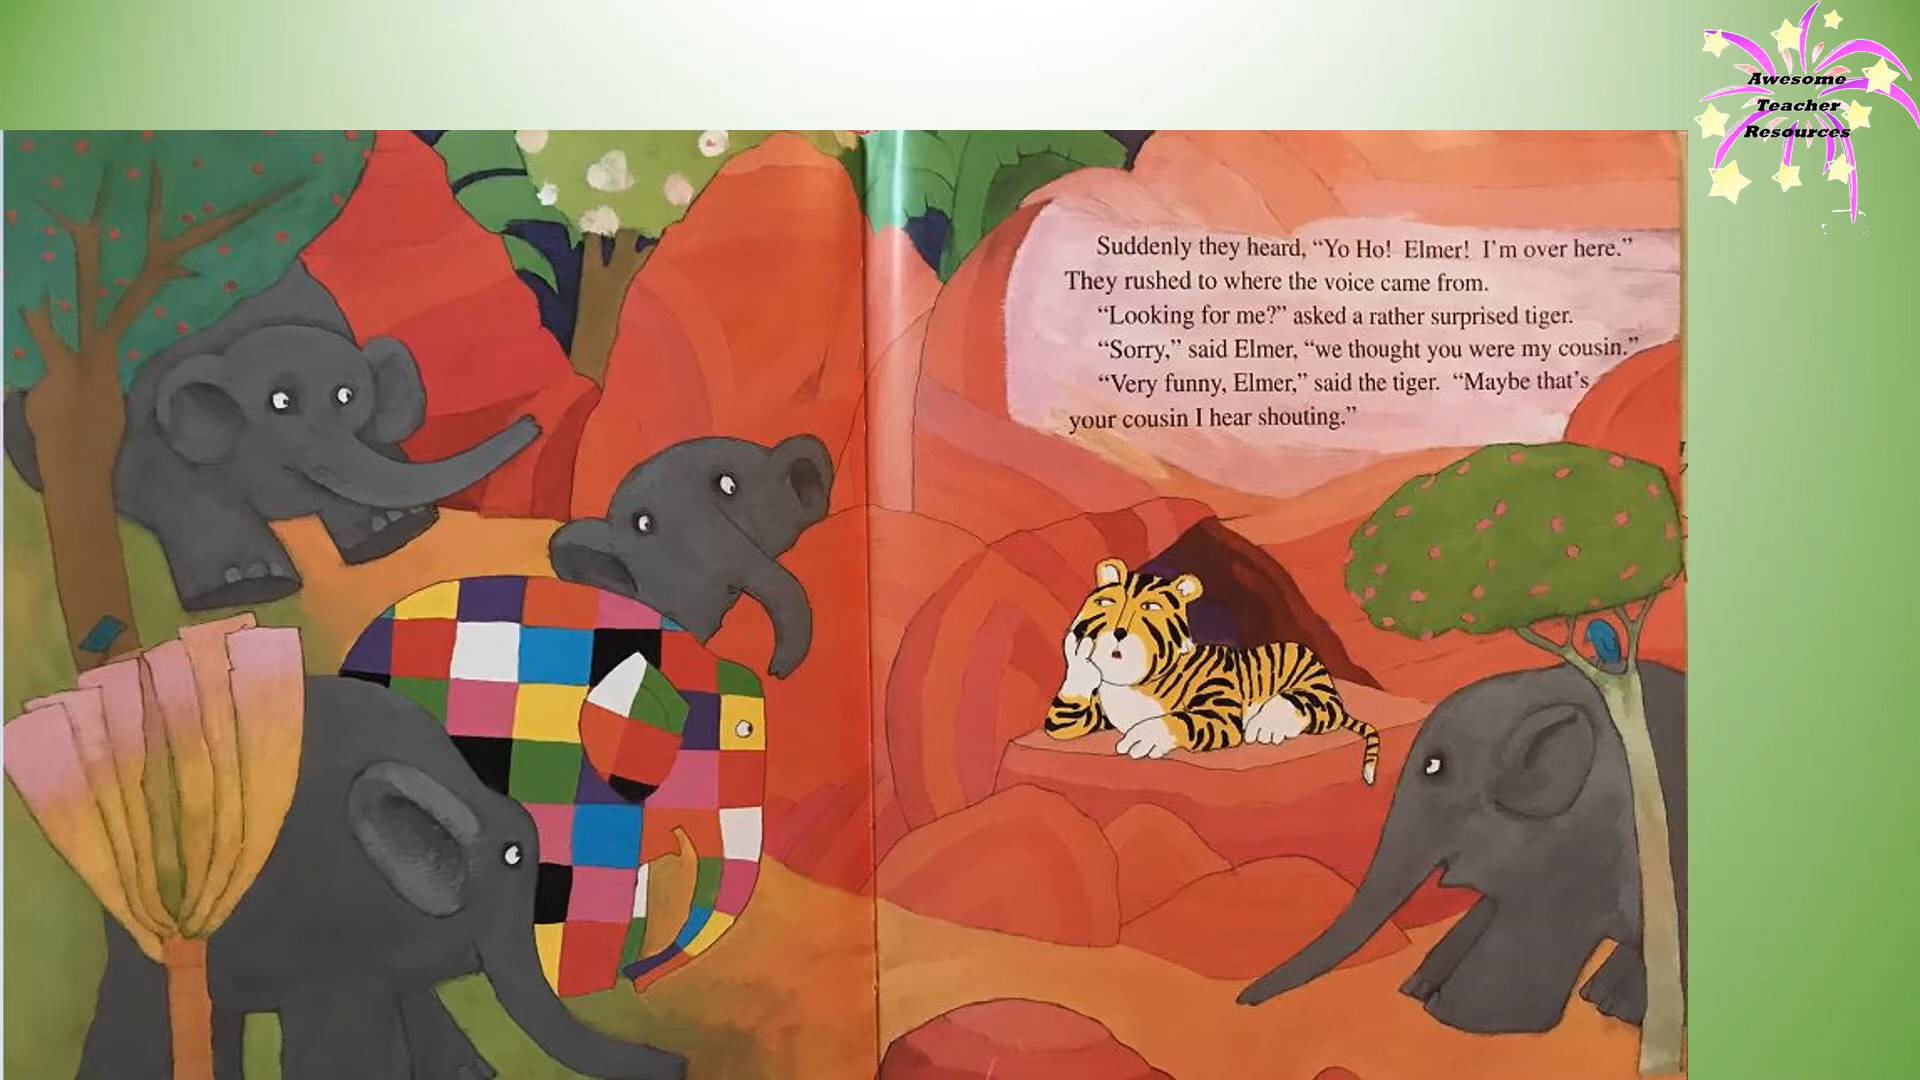 Awesome
Teacher
Resources
Suddenly they heard, “Yo Ho! Elmer! I’m over here.”
They rushed to where the voice came from.
“Looking for me?” asked a rather surprised tiger.
“Sorry,” said Elmer, “we thought you were my cousin.”
“Very funny, Elmer,” said the tiger. “Maybe that’s
your cousin I hear shouting.”